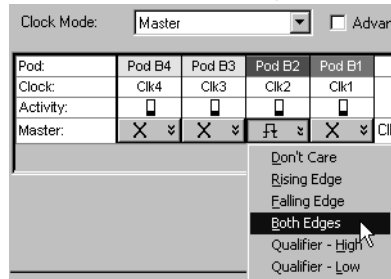 Clock Mode: Master Advan
Pod: Pod B4 Pod B3 Pod B2 Pod B1
Clock: Clk4 Clk3 Clk2 Clk1
Activity:
Master: X X X Cl
Don't Care
Rising Edge
Falling Edge
Both Edges
Qualifier - High
Qualifier - Low